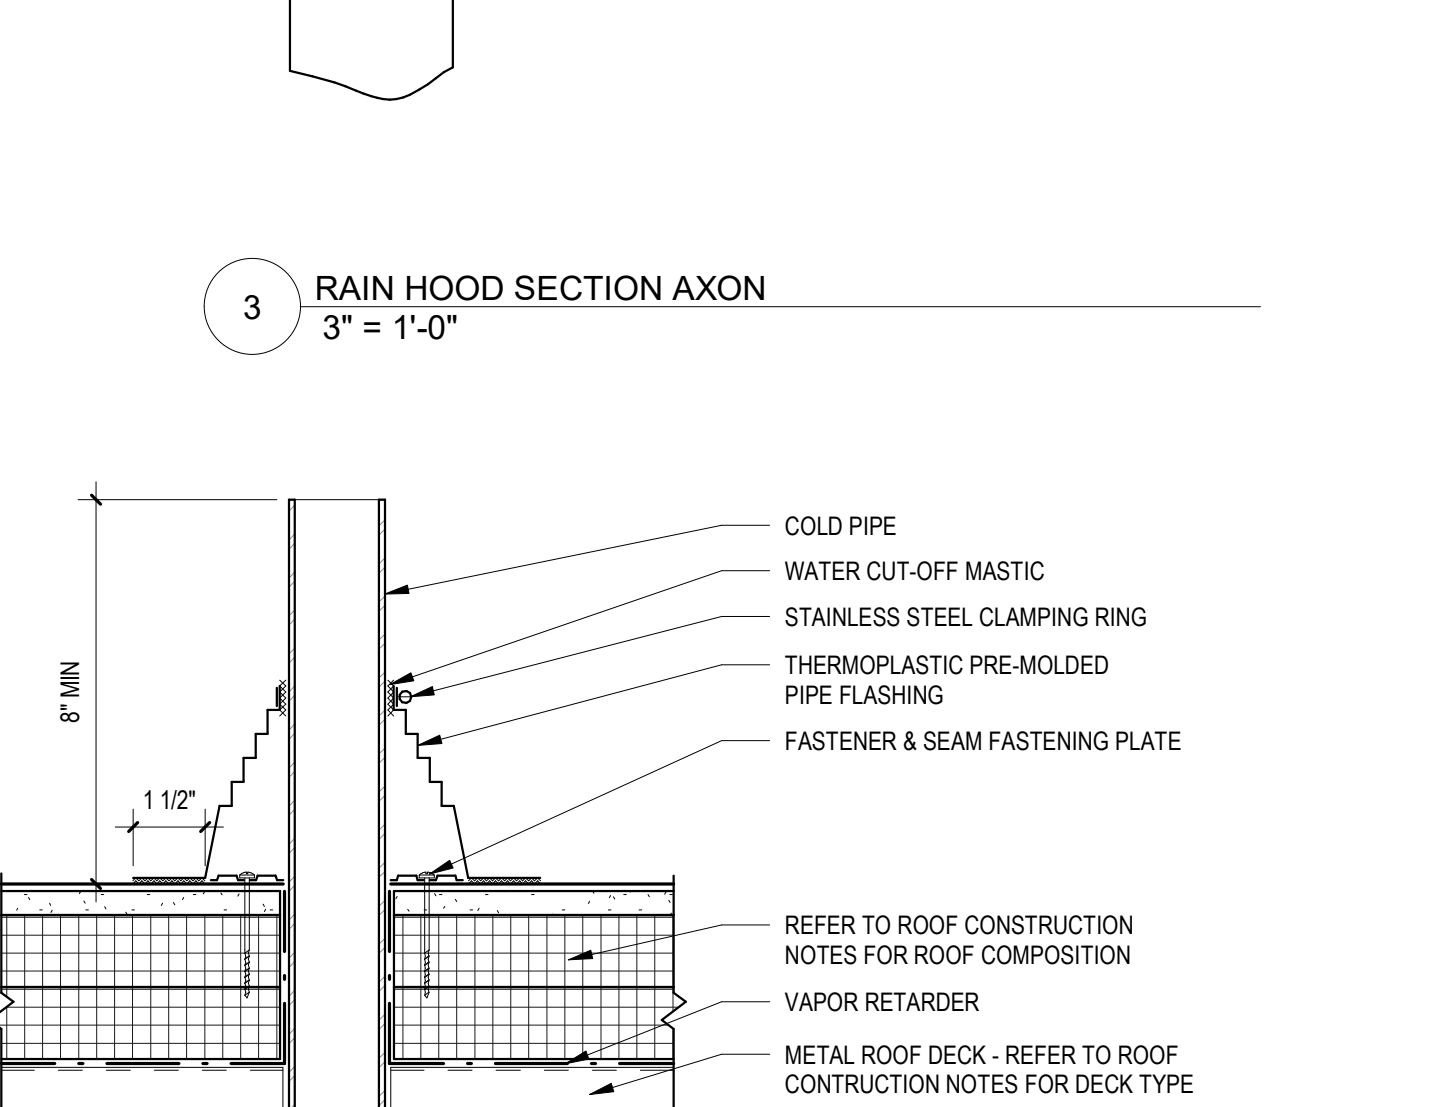 3
RAIN HOOD SECTION AXON
3" = 1'-0"
COLD PIPE
WATER CUT-OFF MASTIC
STAINLESS STEEL CLAMPING RING
THERMOPLASTIC PRE-MOLDED
PIPE FLASHING
8" MIN
FASTENER & SEAM FASTENING PLATE
1 1/2"
REFER TO ROOF CONSTRUCTION
NOTES FOR ROOF COMPOSITION
VAPOR RETARDER
METAL ROOF DECK - REFER TO ROOF
CONTRUCTION NOTES FOR DECK TYPE